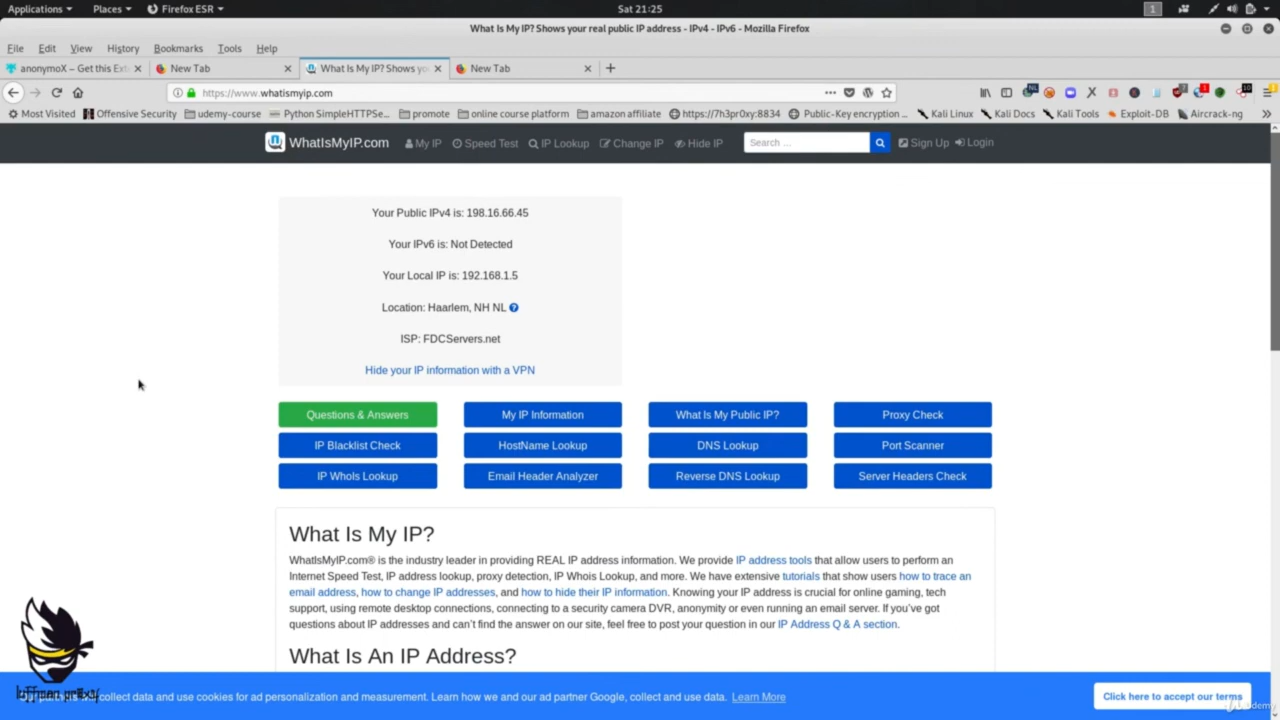 Applications Places Firefox ESR Sat 21:25 1
What Is My IP? Shows your real public IP address - IPv4 - IPv6 - Mozilla Firefox
File Edit View History Bookmarks Tools Help
anonymoX – Get this Ext New Tab What Is My IP? Shows yo New Tab
https://www.whatismyip.com
Most Visited Offensive Security udemy-course Python SimpleHTTPSe... promote online course platform amazon affiliate https://7h3pr0xy:8834 Public-Key encryption ... Kali Linux Kali Docs Kali Tools Exploit-DB Aircrack-ng
WhatIsMyIP.com My IP Speed Test IP Lookup Change IP Hide IP Search ... Sign Up Login
Your Public IPv4 is: 198.16.66.45
Your IPv6 is: Not Detected
Your Local IP is: 192.168.1.5
Location: Haarlem, NH NL
ISP: FDCServers.net
Hide your IP information with a VPN
Questions & Answers My IP Information What Is My Public IP? Proxy Check
IP Blacklist Check HostName Lookup DNS Lookup Port Scanner
IP WhoIs Lookup Email Header Analyzer Reverse DNS Lookup Server Headers Check
What Is My IP?
WhatIsMyIP.com® is the industry leader in providing REAL IP address information. We provide IP address tools that allow users to perform an
Internet Speed Test, IP address lookup, proxy detection, IP Whois Lookup, and more. We have extensive tutorials that show users how to trace an
email address, how to change IP addresses, and how to hide their IP information. Knowing your IP address is crucial for online gaming, tech
support, using remote desktop connections, connecting to a security camera DVR, anonymity or even running an email server. If you've got
questions about IP addresses and can't find the answer on our site, feel free to post your question in our IP Address Q & A section.
What Is An IP Address?
collect data and use cookies for ad personalization and measurement. Learn how we and our ad partner Google, collect and use data. Learn More Click here to accept our terms
Udemy